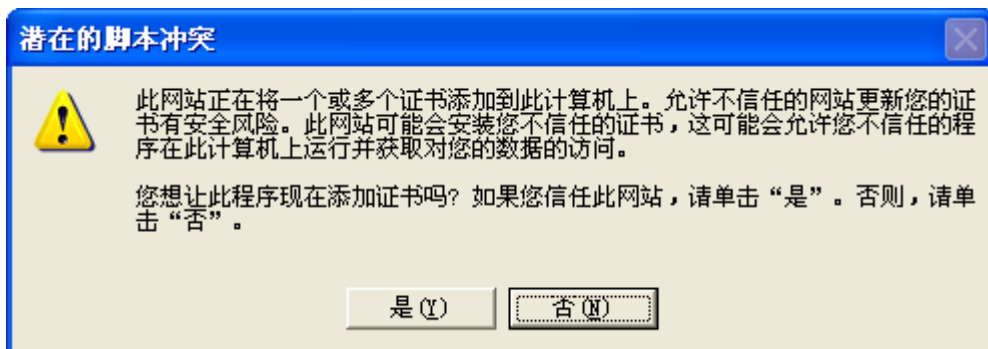 潜在的脚本冲突
此网站正在将一个或多个证书添加到此计算机上。允许不信任的网站更新您的证
书有安全风险。此网站可能会安装您不信任的证书，这可能会允许您不信任的程
序在此计算机上运行并获取对您的数据的访问。
您想让此程序现在添加证书吗? 如果您信任此网站，请单击“是”。否则，请单
击“否”。
是(Y)
否(N)